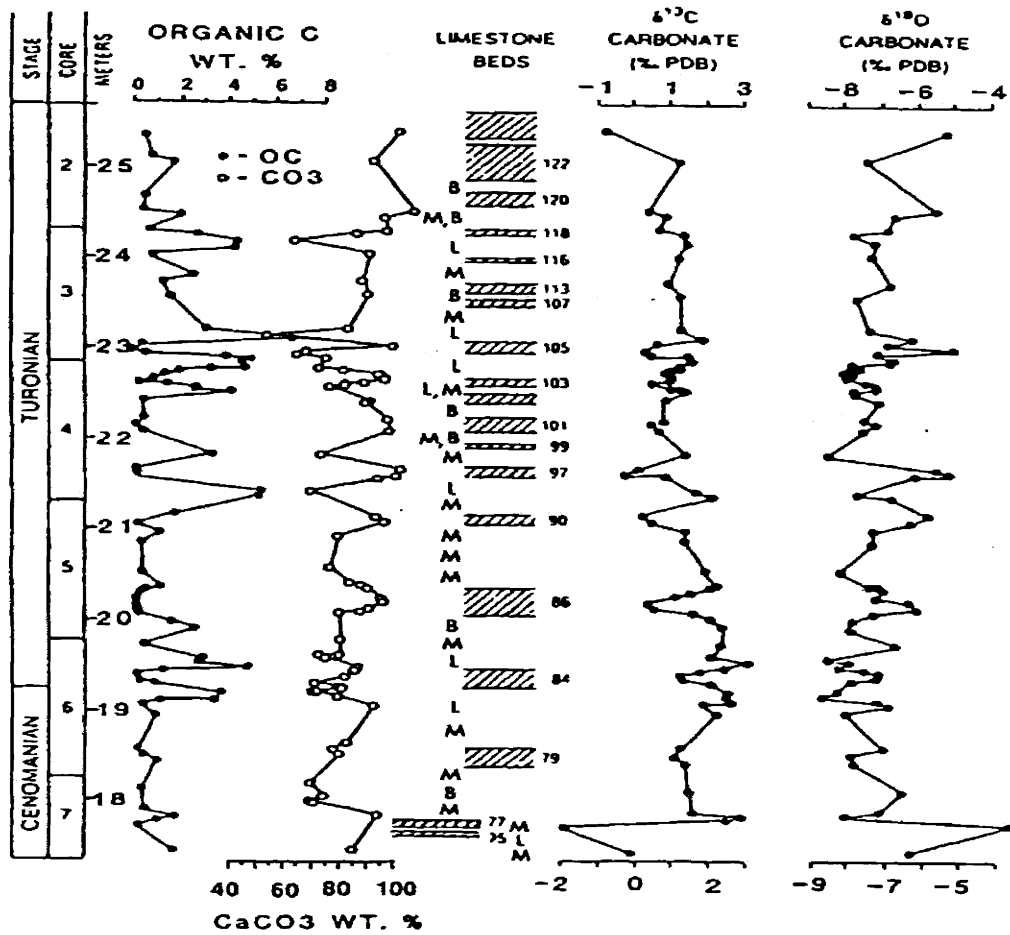 STAGE
CORE
METERS
ORGANIC C
WT. %
0 4 6 8
LIMESTONE
BEDS
δ¹³C
CARBONATE
(‰ PDB)
-1 1 3
δ¹⁸O
CARBONATE
(‰ PDB)
-8 -6 -4
TURONIAN
CENOMANIAN
2
3
4
5
6
7
25
24
23
22
21
20
19
18
• - OC
○ - CO3
122
B
120
M, B
118
L
116
M
113
B
107
M
L
105
L
103
L, M
B
101
M, B
99
M
97
L
M
90
M
M
M
86
B
M
L
84
L
M
79
M
B
M
77 M
75 L
M
40 60 80 100
CaCO3 WT. %
-2 0 2
-9 -7 -5